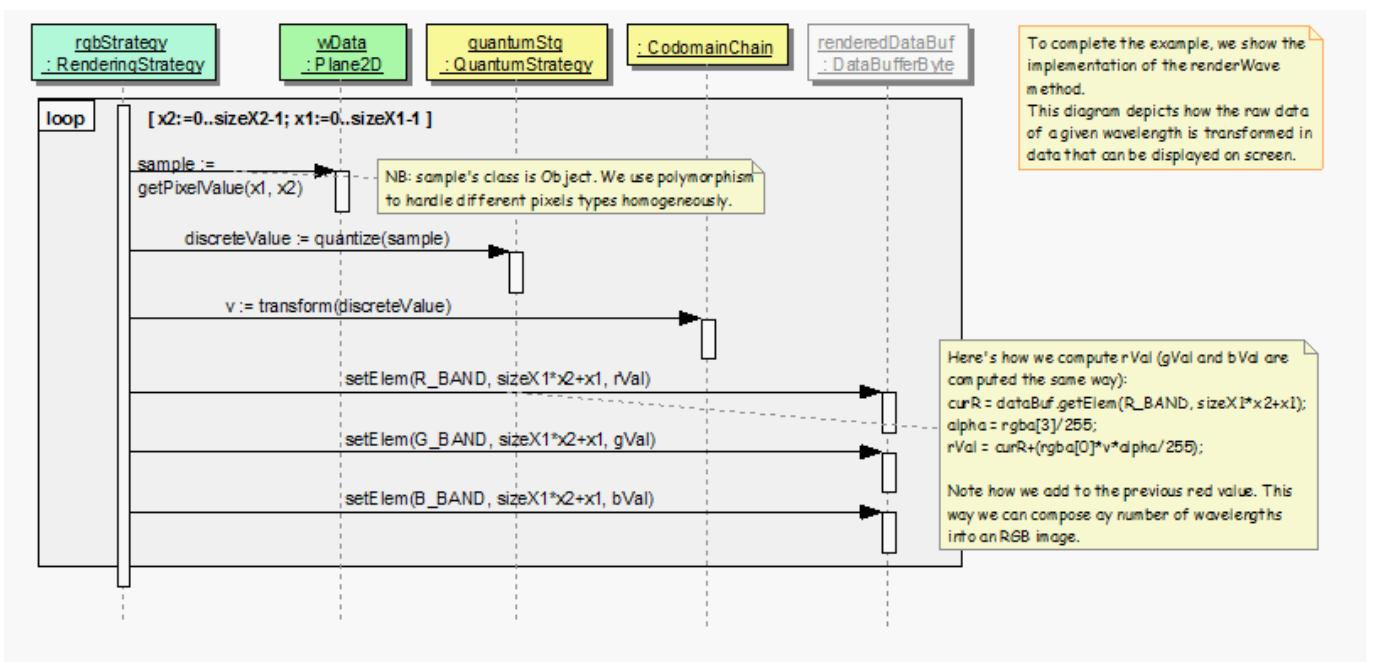 rgbStrategy
: RenderingStrategy
wData
: Plane2D
quantumStg
: QuantumStrategy
: CodomainChain
renderedDataBuf
: DataBufferByte
To complete the example, we show the
implementation of the renderWave
method.
This diagram depicts how the raw data
of a given wavelength is transformed in
data that can be displayed on screen.
loop
[ x2:=0..sizeX2-1; x1:=0..sizeX1-1 ]
sample :=
getPixelValue(x1, x2)
NB: sample's class is Object. We use polymorphism
to handle different pixels types homogeneously.
discreteValue := quantize(sample)
v := transform(discreteValue)
setElem(R_BAND, sizeX1*x2+x1, rVal)
setElem(G_BAND, sizeX1*x2+x1, gVal)
setElem(B_BAND, sizeX1*x2+x1, bVal)
Here's how we compute rVal (gVal and bVal are
computed the same way):
curR = dataBuf.getElem(R_BAND, sizeX1*x2+x1);
alpha = rgba[3]/255;
rVal = curR+(rgba[0]*v*alpha/255);
Note how we add to the previous red value. This
way we can compose ay number of wavelengths
into an RGB image.